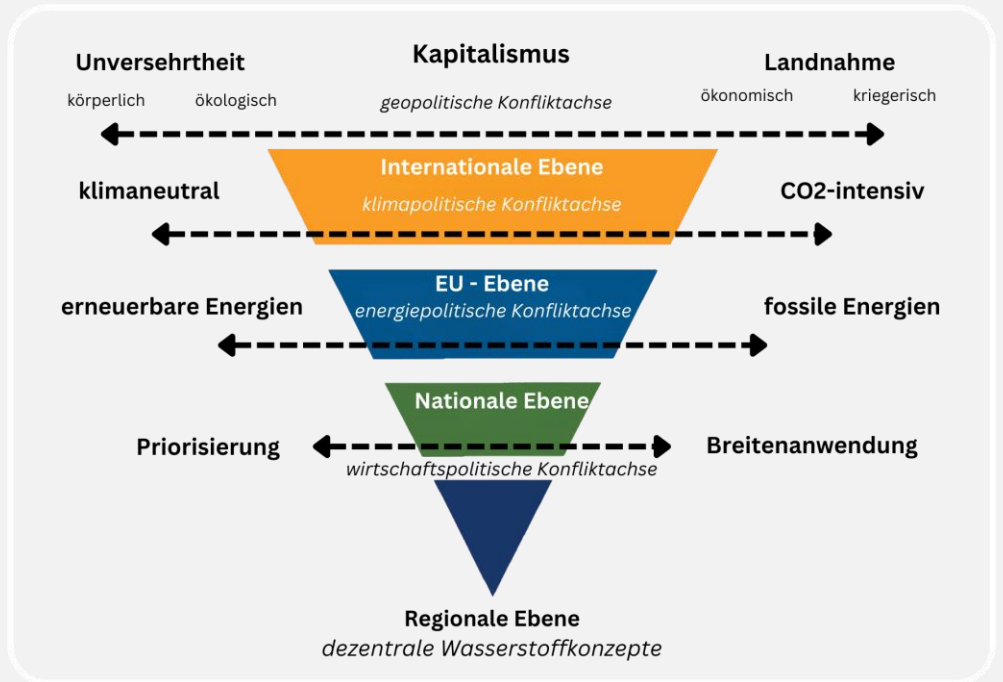 Kapitalismus
Unversehrtheit
Landnahme
körperlich ökologisch
geopolitische Konfliktachse
ökonomisch kriegerisch
Internationale Ebene
klimaneutral
CO2-intensiv
klimapolitische Konfliktachse
EU - Ebene
erneuerbare Energien
energiepolitische Konfliktachse
fossile Energien
Nationale Ebene
Priorisierung
Breitenanwendung
wirtschaftspolitische Konfliktachse
Regionale Ebene
dezentrale Wasserstoffkonzepte